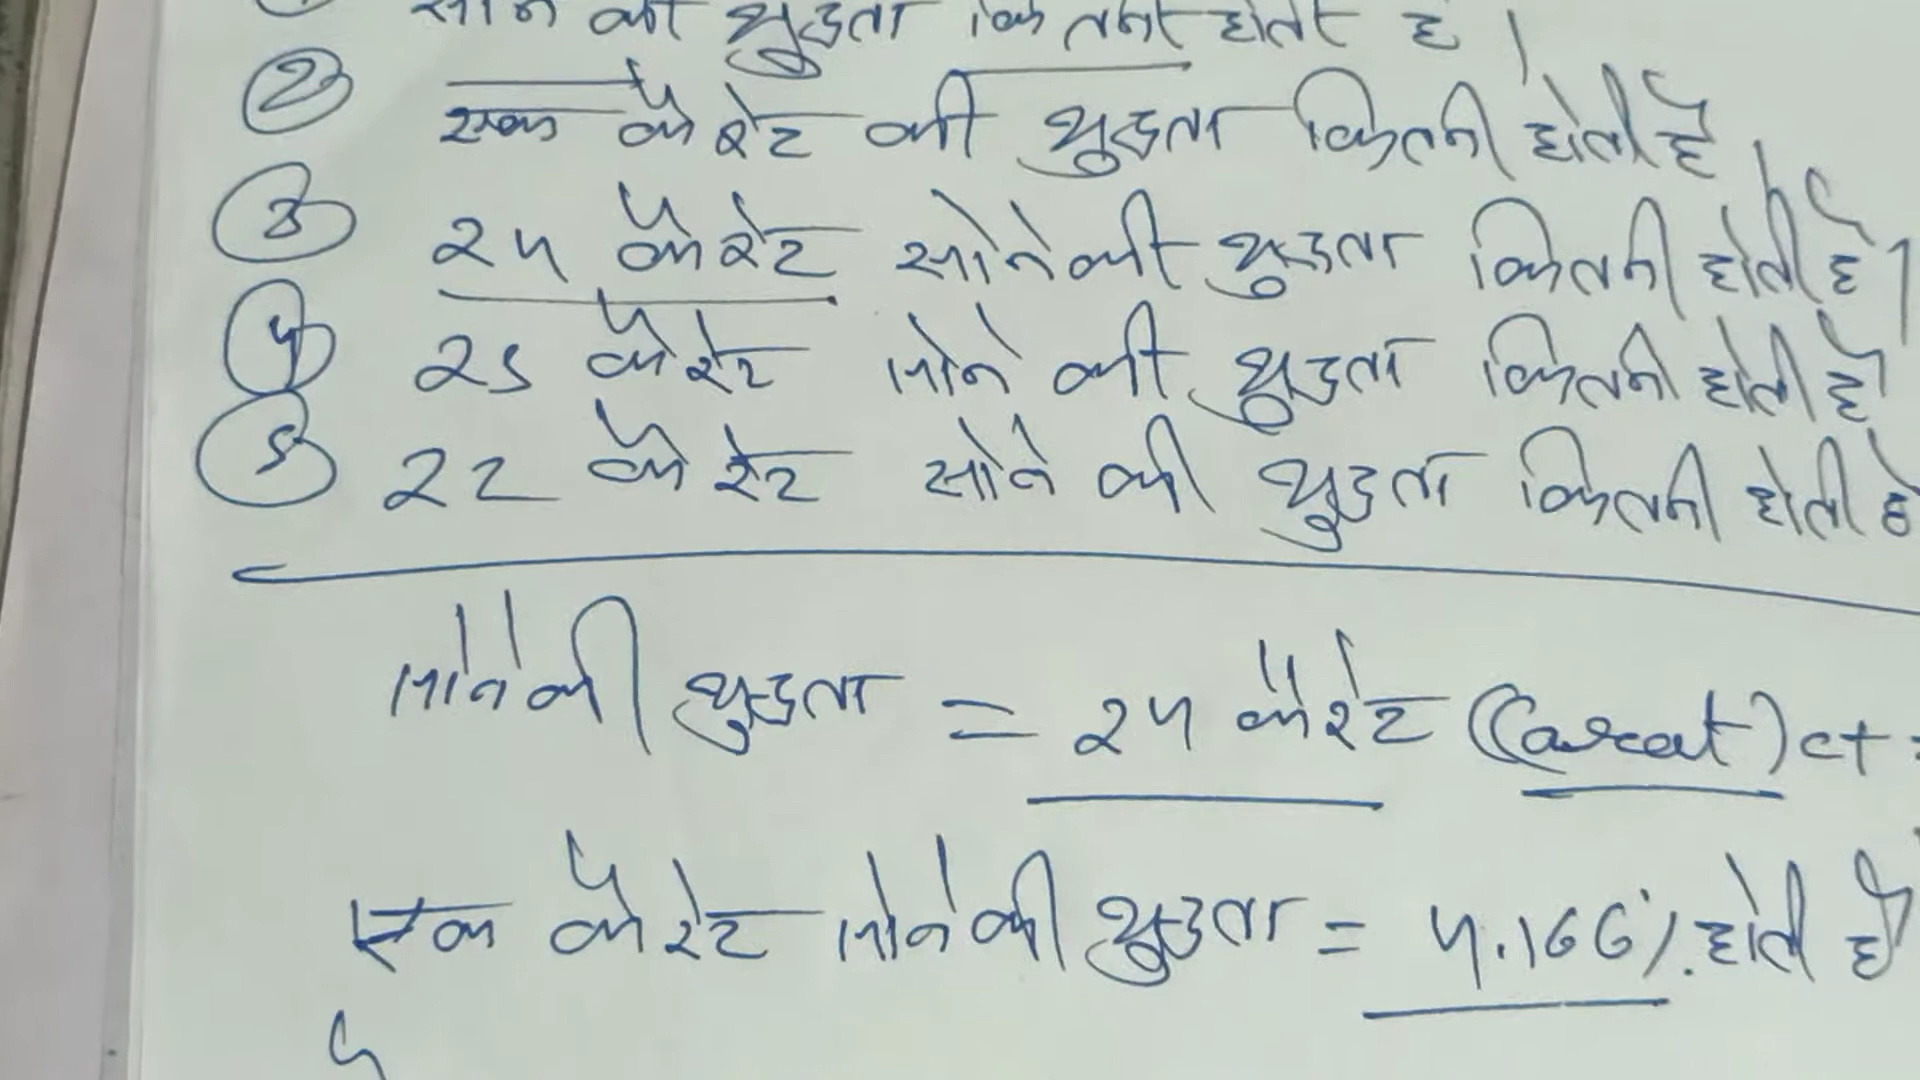 सोने की शुद्धता कितनी होती है।
② एक कैरेट की शुद्धता कितनी होती है।
③ 24 कैरेट सोने की शुद्धता कितनी होती है।
④ 23 कैरेट सोने की शुद्धता कितनी होती है
⑤ 22 कैरेट सोने की शुद्धता कितनी होती है
सोने की शुद्धता = 24 कैरेट (Carat) ct =
एक कैरेट सोने की शुद्धता = 4.166% होती है